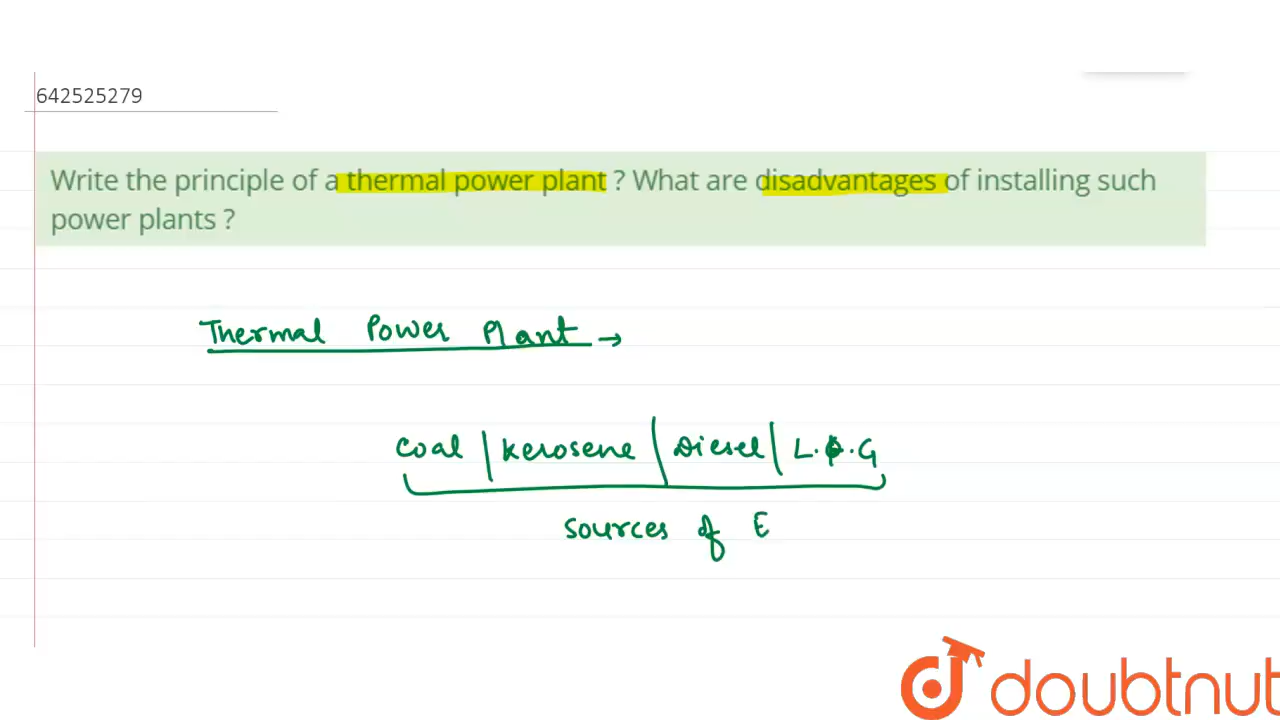 642525279
Write the principle of a thermal power plant ? What are disadvantages of installing such
power plants ?
Thermal Power Plant →
Coal / Kerosene / Diesel / L.P.G
Sources of E
doubtnut